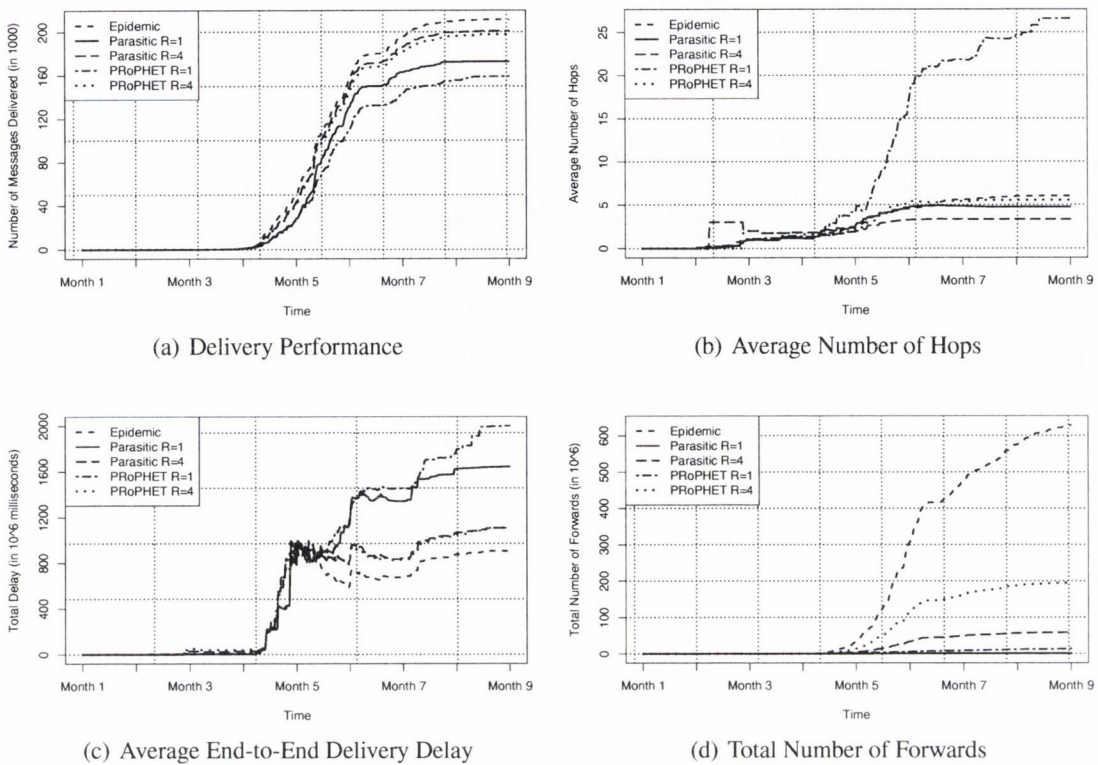 Number of Messages Delivered (in 1000)
200
160
120
80
40
0
Epidemic
Parasitic R=1
Parasitic R=4
PRoPHET R=1
PRoPHET R=4
Month 1
Month 3
Month 5
Month 7
Month 9
Time
(a) Delivery Performance
Average Number of Hops
25
20
15
10
5
0
Epidemic
Parasitic R=1
Parasitic R=4
PRoPHET R=1
PRoPHET R=4
Month 1
Month 3
Month 5
Month 7
Month 9
Time
(b) Average Number of Hops
Total Delay (in 10^6 milliseconds)
2000
1600
1200
800
400
0
Epidemic
Parasitic R=1
Parasitic R=4
PRoPHET R=1
PRoPHET R=4
Month 1
Month 3
Month 5
Month 7
Month 9
Time
(c) Average End-to-End Delivery Delay
Total Number of Forwards (in 10^6)
600
500
400
300
200
100
0
Epidemic
Parasitic R=1
Parasitic R=4
PRoPHET R=1
PRoPHET R=4
Month 1
Month 3
Month 5
Month 7
Month 9
Time
(d) Total Number of Forwards